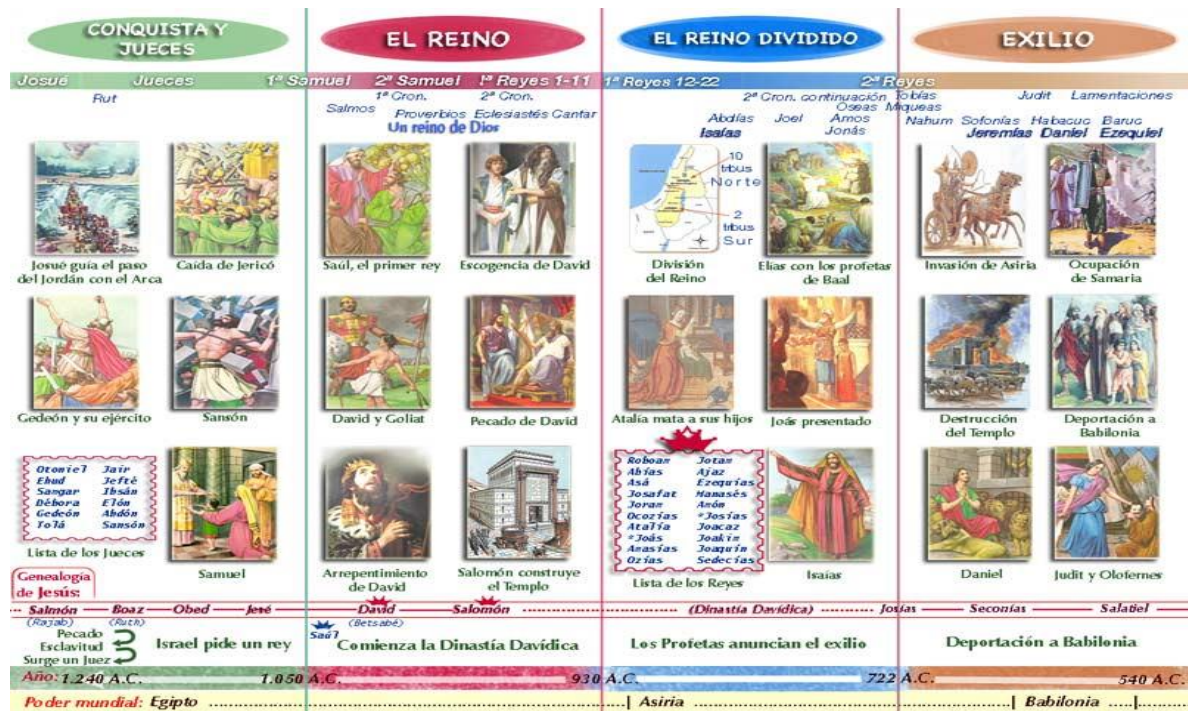 CONQUISTA Y
JUECES
EL REINO
EL REINO DIVIDIDO
EXILIO
Josué Jueces 1ª Samuel 2ª Samuel 1ª Reyes 1-11 1ª Reyes 12-22 2ª Reyes
Rut
1ª Cron. 2ª Cron.
Salmos Proverbios Eclesiastés Cantar
Un reino de Dios
2ª Cron. continuación Tobías
Oseas Miqueas
Abdías Joel Amos
Isaías Jonás
Judit Lamentaciones
Nahum Sofonías Habacuc Baruc
Jeremías Daniel Ezequiel
10
tribus
Norte
2
tribus
Sur
Josué guía el paso
del Jordán con el Arca
Caída de Jericó
Saúl, el primer rey
Escogencia de David
División
del Reino
Elías con los profetas
de Baal
Invasión de Asiria
Ocupación
de Samaria
Gedeón y su ejército
Sansón
David y Goliat
Pecado de David
Atalía mata a sus hijos
Joás presentado
Destrucción
del Templo
Deportación a
Babilonia
Otoniel Jair
Ehud Jefté
Sangar Ibsán
Débora Elón
Gedeón Abdón
Tolá Sansón
Lista de los Jueces
Samuel
Arrepentimiento
de David
Salomón construye
el Templo
Roboam Jotam
Abías Ajaz
Asá Ezequías
Josafat Manasés
Joram Amón
Ocozías *Josías
Atalía Joacaz
*Joás Joakim
Amasías Joaquín
Ozías Sedecías
Lista de los Reyes
Isaías
Daniel
Judit y Olofernes
Genealogía
de Jesús:
Salmón Boaz Obed Jesé David Salomón (Dinastía Davídica) Josías Seconías Salatiel
(Rajab) (Ruth) Saúl (Betsabé)
Pecado
Esclavitud
Surge un Juez
Israel pide un rey
Comienza la Dinastía Davídica
Los Profetas anuncian el exilio
Deportación a Babilonia
Año: 1.240 A.C. 1.050 A.C. 930 A.C. 722 A.C. 540 A.C.
Poder mundial: Egipto Asiria Babilonia